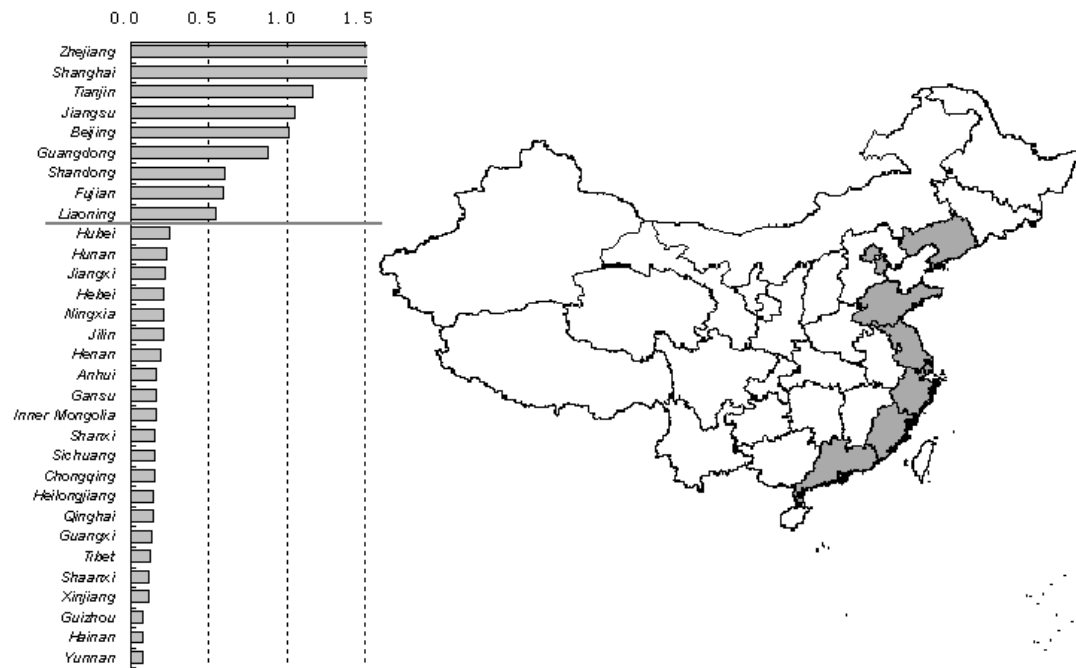 0.0 0.5 1.0 1.5
Zhejiang
Shanghai
Tianjin
Jiangsu
Beijing
Guangdong
Shandong
Fujian
Liaoning
Hubei
Hunan
Jiangxi
Hebei
Ningxia
Jilin
Henan
Anhui
Gansu
Inner Mongolia
Shanxi
Sichuang
Chongqing
Heilongjiang
Qinghai
Guangxi
Tibet
Shaanxi
Xinjiang
Guizhou
Hainan
Yunnan